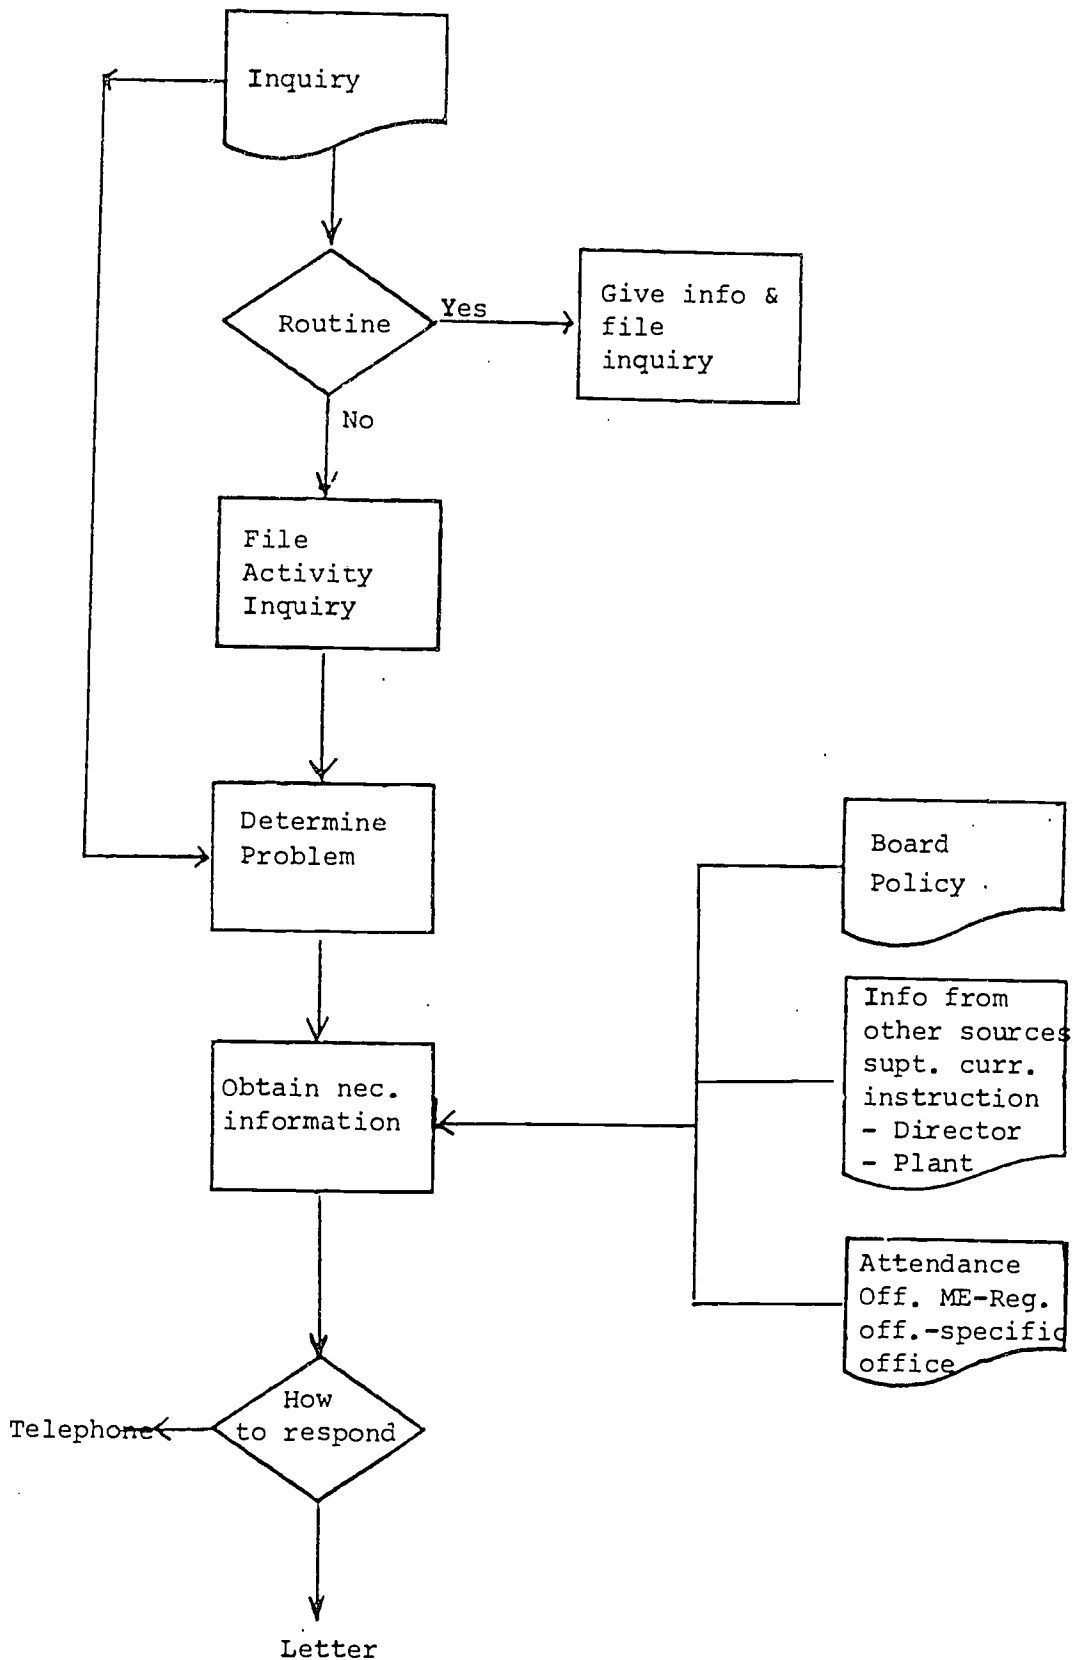 Inquiry
Routine
Yes
Give info &
file
inquiry
No
File
Activity
Inquiry
Determine
Problem
Board
Policy
Info from
other sources
supt. curr.
instruction
- Director
- Plant
Obtain nec.
information
Attendance
Off. ME-Reg.
off.-specific
office
How
to respond
Telephone
Letter